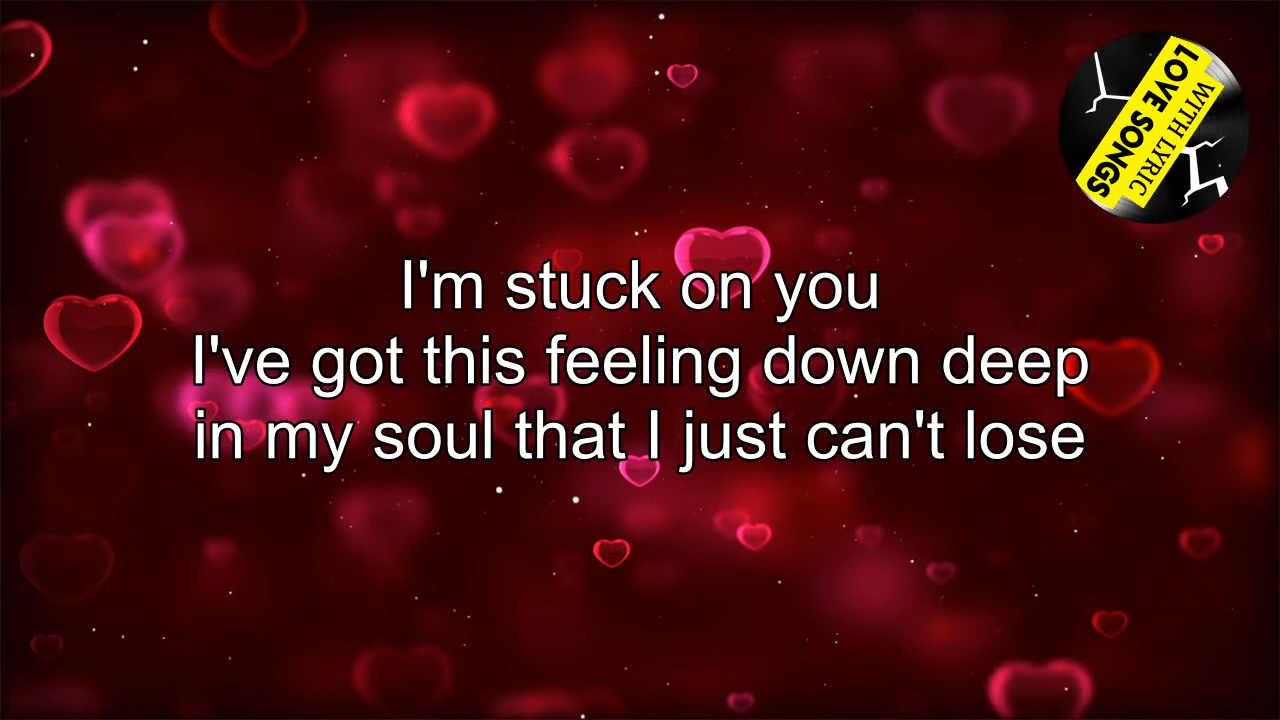 LOVE SONGS
WITH LYRIC
I'm stuck on you
I've got this feeling down deep
in my soul that I just can't lose